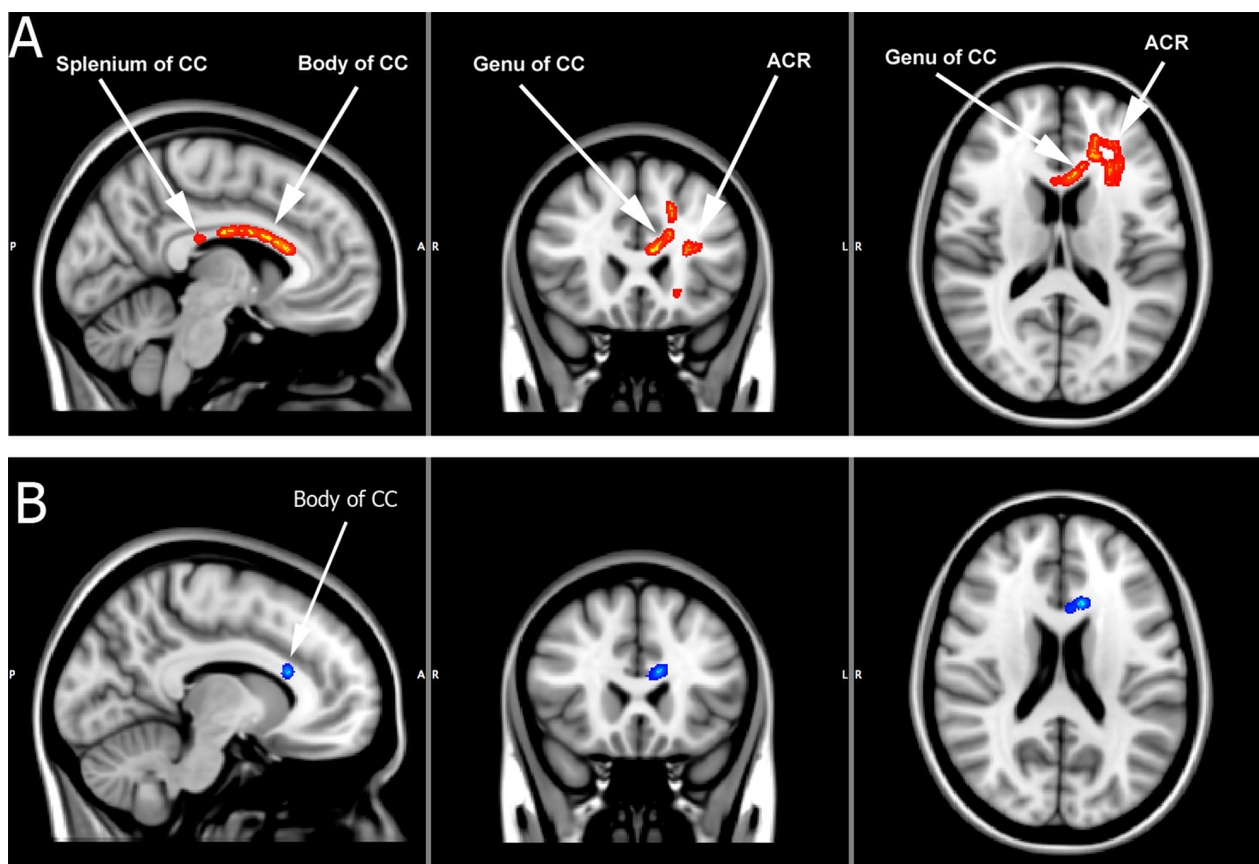 A
Splenium of CC
Body of CC
Genu of CC
ACR
Genu of CC
ACR
P
A R
L R
B
Body of CC
P
A R
L R